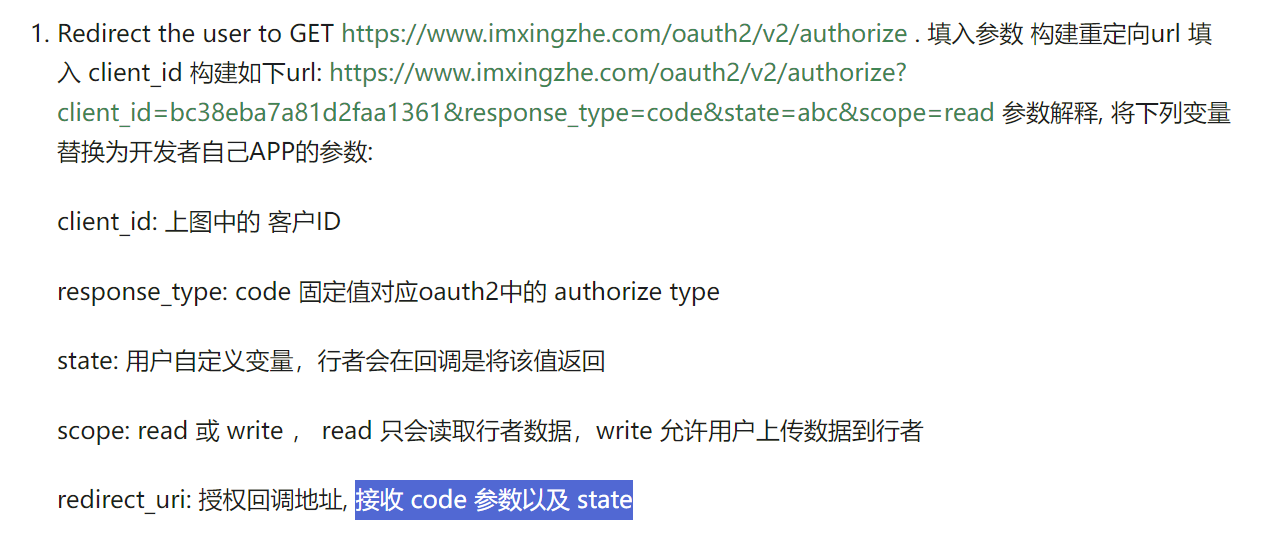 1. Redirect the user to GET https://www.imxingzhe.com/oauth2/v2/authorize . 填入参数 构建重定向url 填
入 client_id 构建如下url: https://www.imxingzhe.com/oauth2/v2/authorize?
client_id=bc38eba7a81d2faa1361&response_type=code&state=abc&scope=read 参数解释, 将下列变量
替换为开发者自己APP的参数:
client_id: 上图中的 客户ID
response_type: code 固定值对应oauth2中的 authorize type
state: 用户自定义变量，行者会在回调是将该值返回
scope: read 或 write ， read 只会读取行者数据，write 允许用户上传数据到行者
redirect_uri: 授权回调地址, 接收 code 参数以及 state